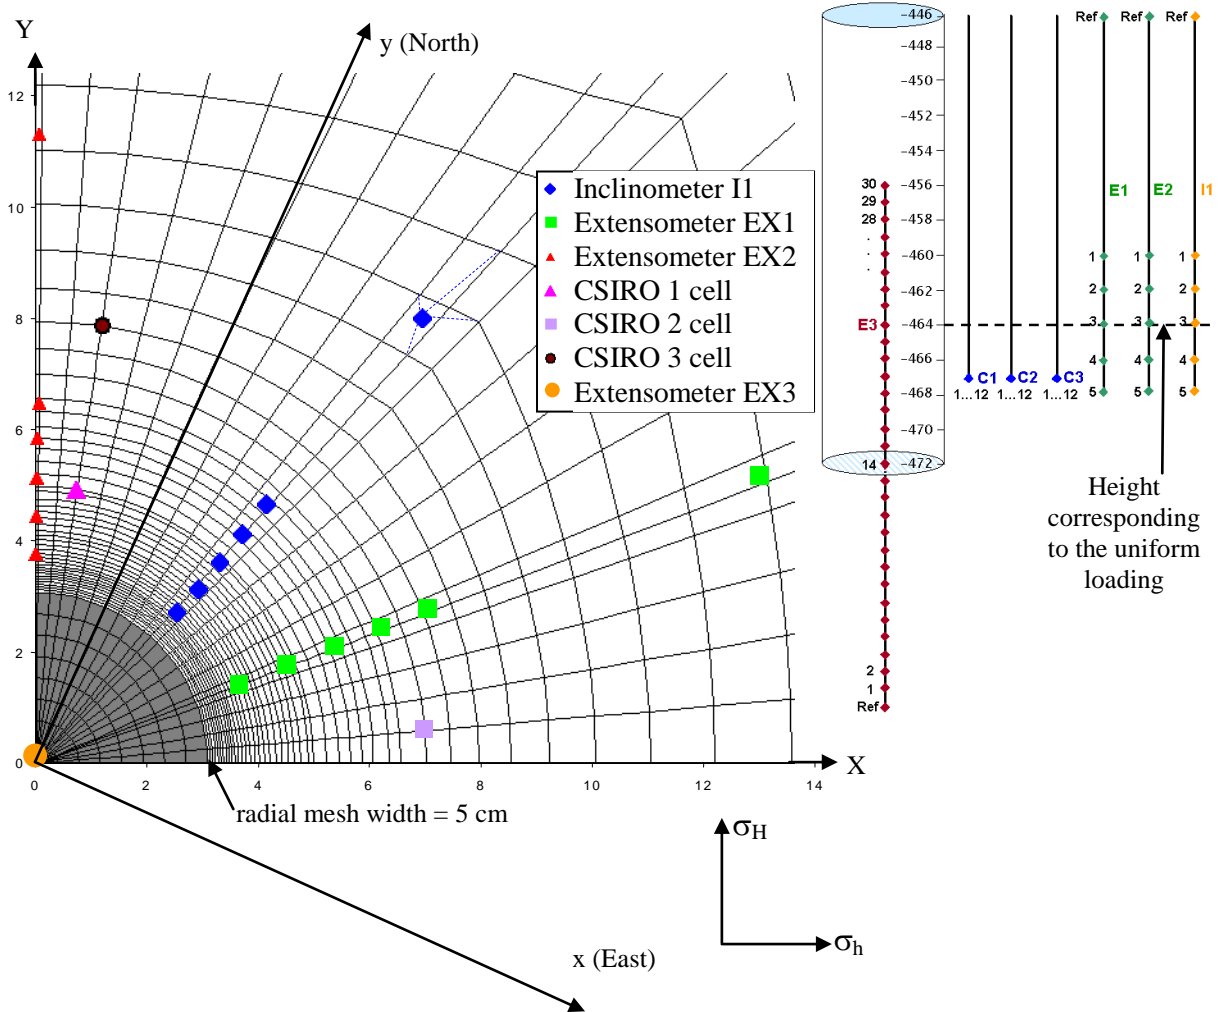 Y
y (North)
12
10
8
6
4
2
0
0
2
4
6
8
10
12
14
X
Inclinometer I1
Extensometer EX1
Extensometer EX2
CSIRO 1 cell
CSIRO 2 cell
CSIRO 3 cell
Extensometer EX3
radial mesh width = 5 cm
x (East)
σH
σh
-446
-448
-450
-452
-454
-456
-458
-460
-462
-464
-466
-468
-470
-472
30
29
28
.
.
.
E3
14
2
1
Ref
C1
C2
C3
1...12
1...12
1...12
Ref
Ref
Ref
E1
E2
I1
1
1
1
2
2
2
3
3
3
4
4
4
5
5
5
Height
corresponding
to the uniform
loading